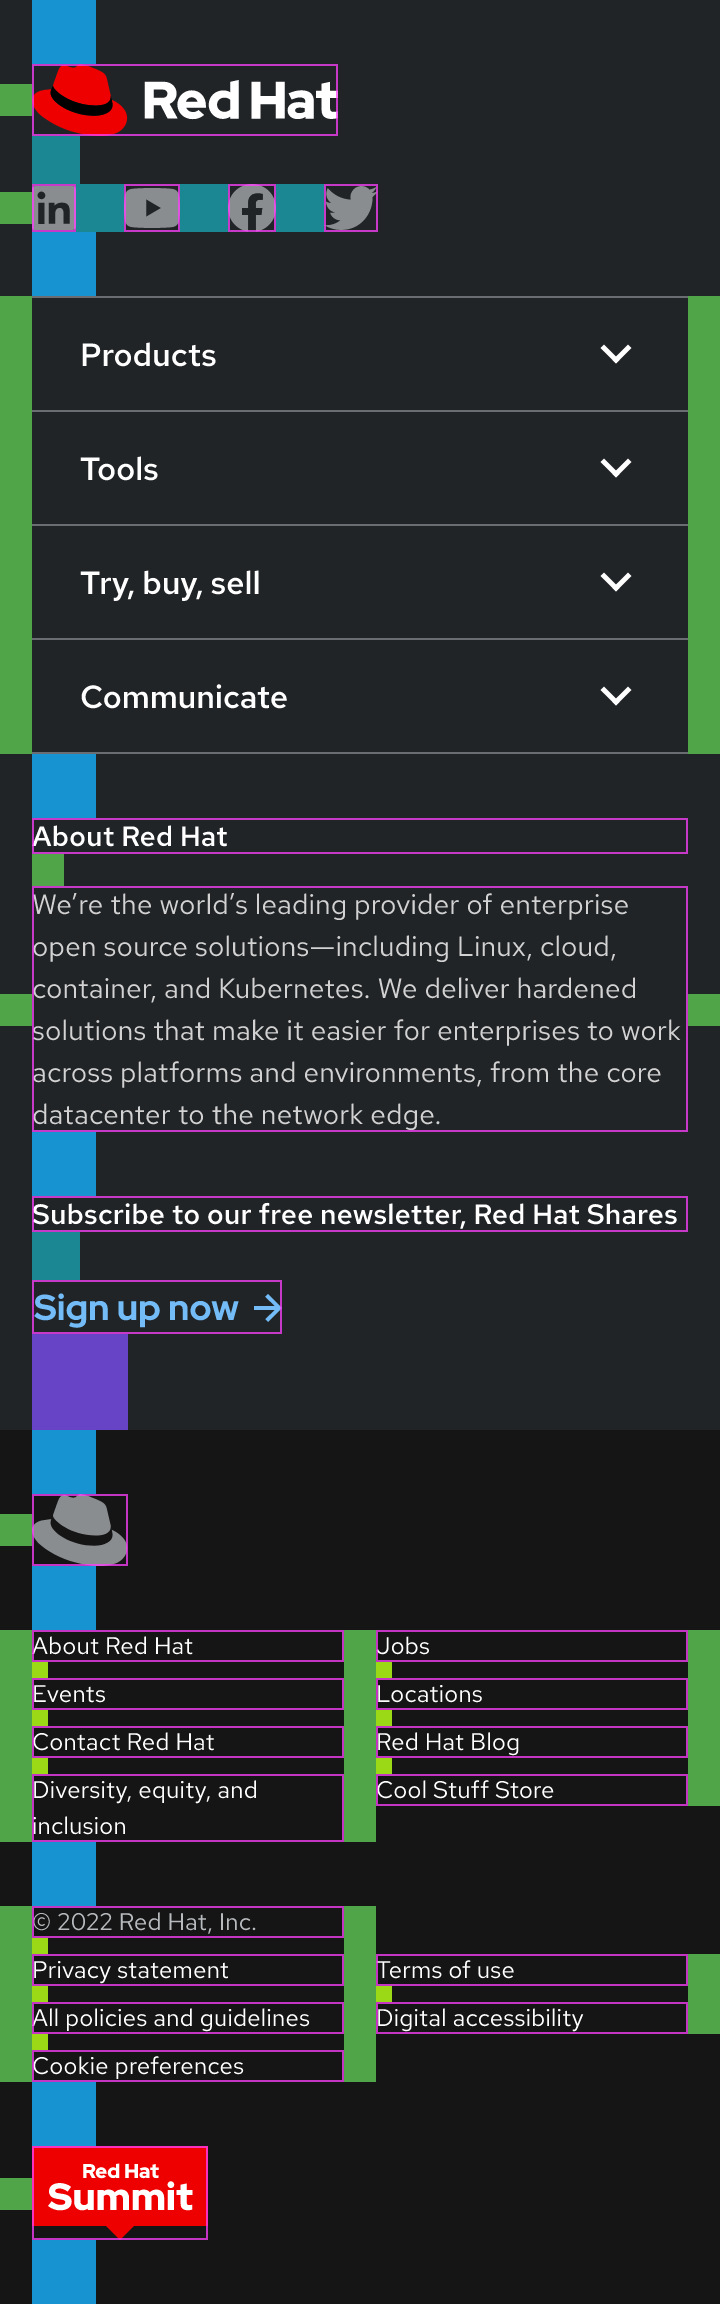 Red Hat
in
Products
Tools
Try, buy, sell
Communicate
About Red Hat
We’re the world’s leading provider of enterprise
open source solutions—including Linux, cloud,
container, and Kubernetes. We deliver hardened
solutions that make it easier for enterprises to work
across platforms and environments, from the core
datacenter to the network edge.
Subscribe to our free newsletter, Red Hat Shares
Sign up now →
About Red Hat
Events
Contact Red Hat
Diversity, equity, and
inclusion
Jobs
Locations
Red Hat Blog
Cool Stuff Store
© 2022 Red Hat, Inc.
Privacy statement
All policies and guidelines
Cookie preferences
Terms of use
Digital accessibility
Red Hat
Summit